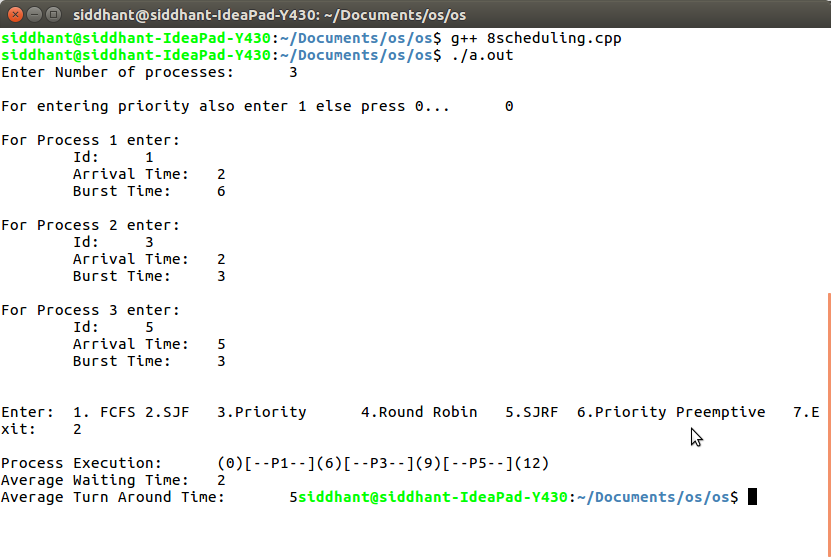 siddhant@siddhant-IdeaPad-Y430: ~/Documents/os/os
siddhant@siddhant-IdeaPad-Y430:~/Documents/os/os$ g++ 8scheduling.cpp
siddhant@siddhant-IdeaPad-Y430:~/Documents/os/os$ ./a.out
Enter Number of processes: 3
For entering priority also enter 1 else press 0... 0
For Process 1 enter:
Id: 1
Arrival Time: 2
Burst Time: 6
For Process 2 enter:
Id: 3
Arrival Time: 2
Burst Time: 3
For Process 3 enter:
Id: 5
Arrival Time: 5
Burst Time: 3
Enter: 1. FCFS 2.SJF 3.Priority 4.Round Robin 5.SJRF 6.Priority Preemptive 7.E
xit: 2
Process Execution: (0)[--P1--](6)[--P3--](9)[--P5--](12)
Average Waiting Time: 2
Average Turn Around Time: 5siddhant@siddhant-IdeaPad-Y430:~/Documents/os/os$